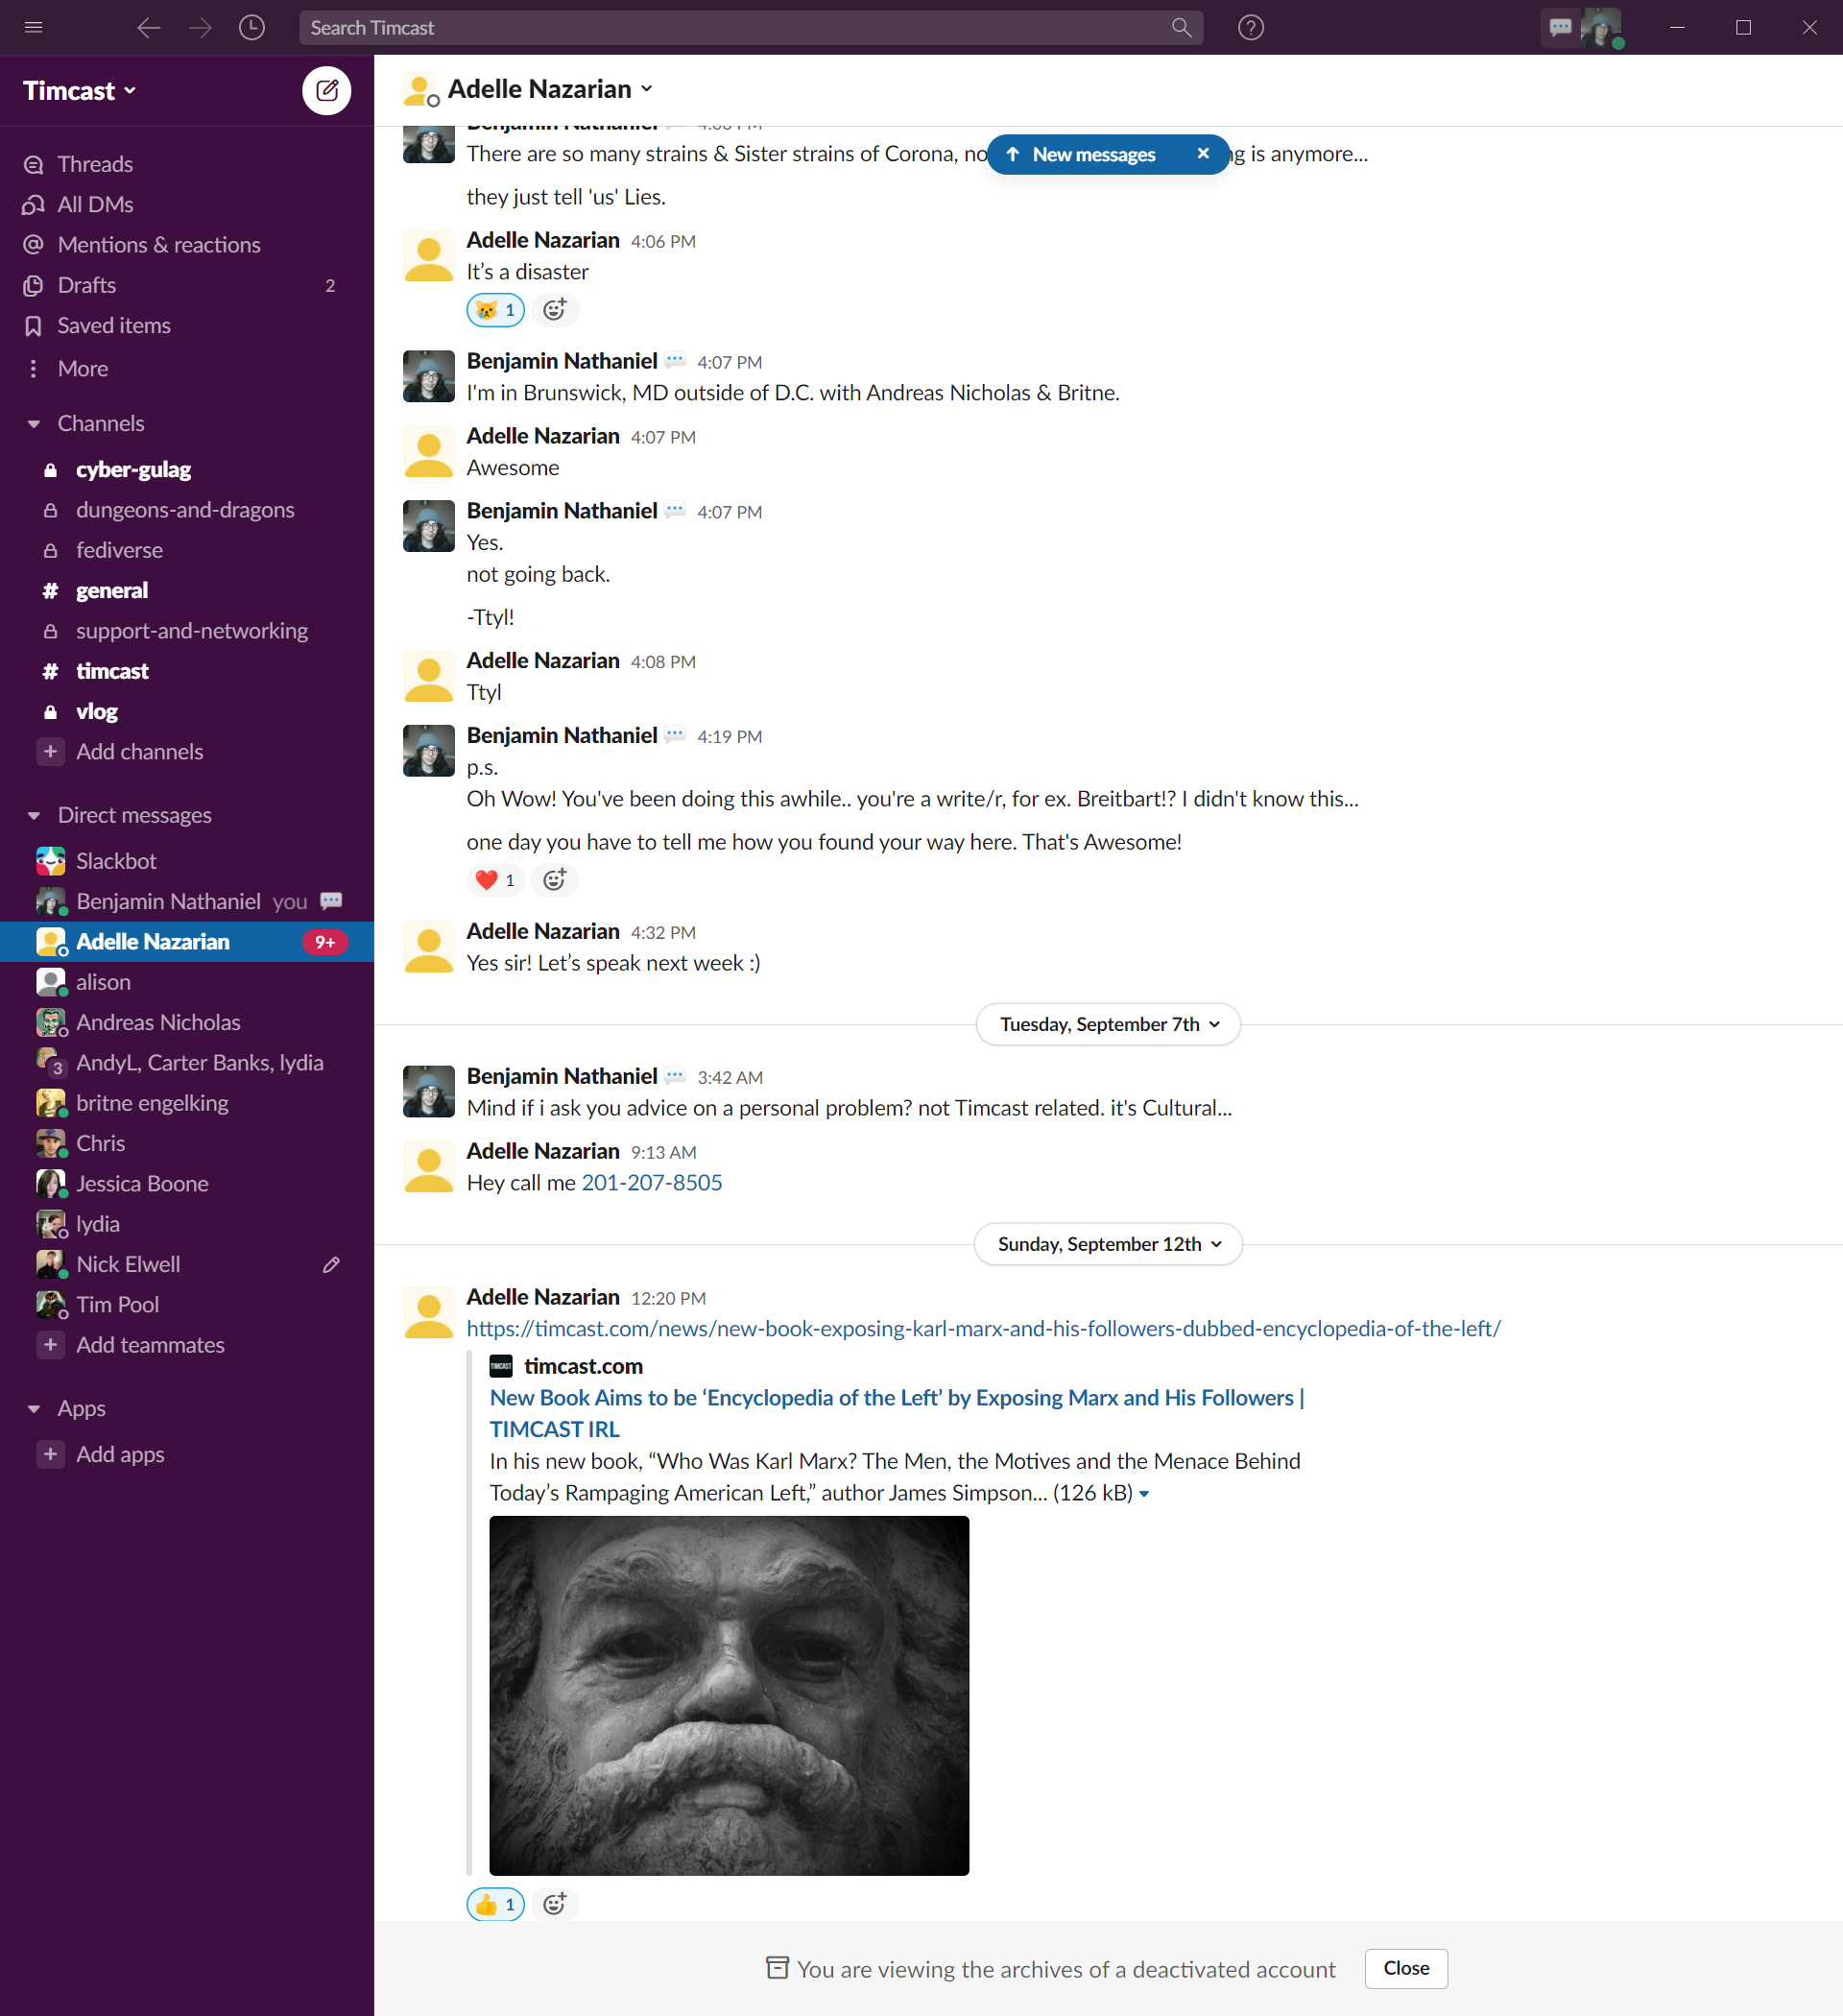 Search Timcast
Timcast
Threads
All DMs
Mentions & reactions
Drafts 2
Saved items
More
Channels
cyber-gulag
dungeons-and-dragons
fediverse
# general
support-and-networking
# timcast
vlog
+ Add channels
Direct messages
Slackbot
Benjamin Nathaniel you
Adelle Nazarian 9+
alison
Andreas Nicholas
3 AndyL, Carter Banks, lydia
britne engelking
Chris
Jessica Boone
lydia
Nick Elwell
Tim Pool
+ Add teammates
Apps
+ Add apps
Adelle Nazarian
Benjamin Nathaniel 4:06 PM
New messages
There are so many strains & Sister strains of Corona, no g is anymore...
they just tell 'us' Lies.
Adelle Nazarian 4:06 PM
It’s a disaster
1
Benjamin Nathaniel 4:07 PM
I'm in Brunswick, MD outside of D.C. with Andreas Nicholas & Britne.
Adelle Nazarian 4:07 PM
Awesome
Benjamin Nathaniel 4:07 PM
Yes.
not going back.
-Ttyl!
Adelle Nazarian 4:08 PM
Ttyl
Benjamin Nathaniel 4:19 PM
p.s.
Oh Wow! You've been doing this awhile.. you're a write/r, for ex. Breitbart!? I didn't know this...
one day you have to tell me how you found your way here. That's Awesome!
1
Adelle Nazarian 4:32 PM
Yes sir! Let’s speak next week :)
Tuesday, September 7th
Benjamin Nathaniel 3:42 AM
Mind if i ask you advice on a personal problem? not Timcast related. it's Cultural...
Adelle Nazarian 9:13 AM
Hey call me 201-207-8505
Sunday, September 12th
Adelle Nazarian 12:20 PM
https://timcast.com/news/new-book-exposing-karl-marx-and-his-followers-dubbed-encyclopedia-of-the-left/
TIMCAST timcast.com
New Book Aims to be ‘Encyclopedia of the Left’ by Exposing Marx and His Followers |
TIMCAST IRL
In his new book, “Who Was Karl Marx? The Men, the Motives and the Menace Behind
Today’s Rampaging American Left,” author James Simpson... (126 kB)
1
You are viewing the archives of a deactivated account
Close